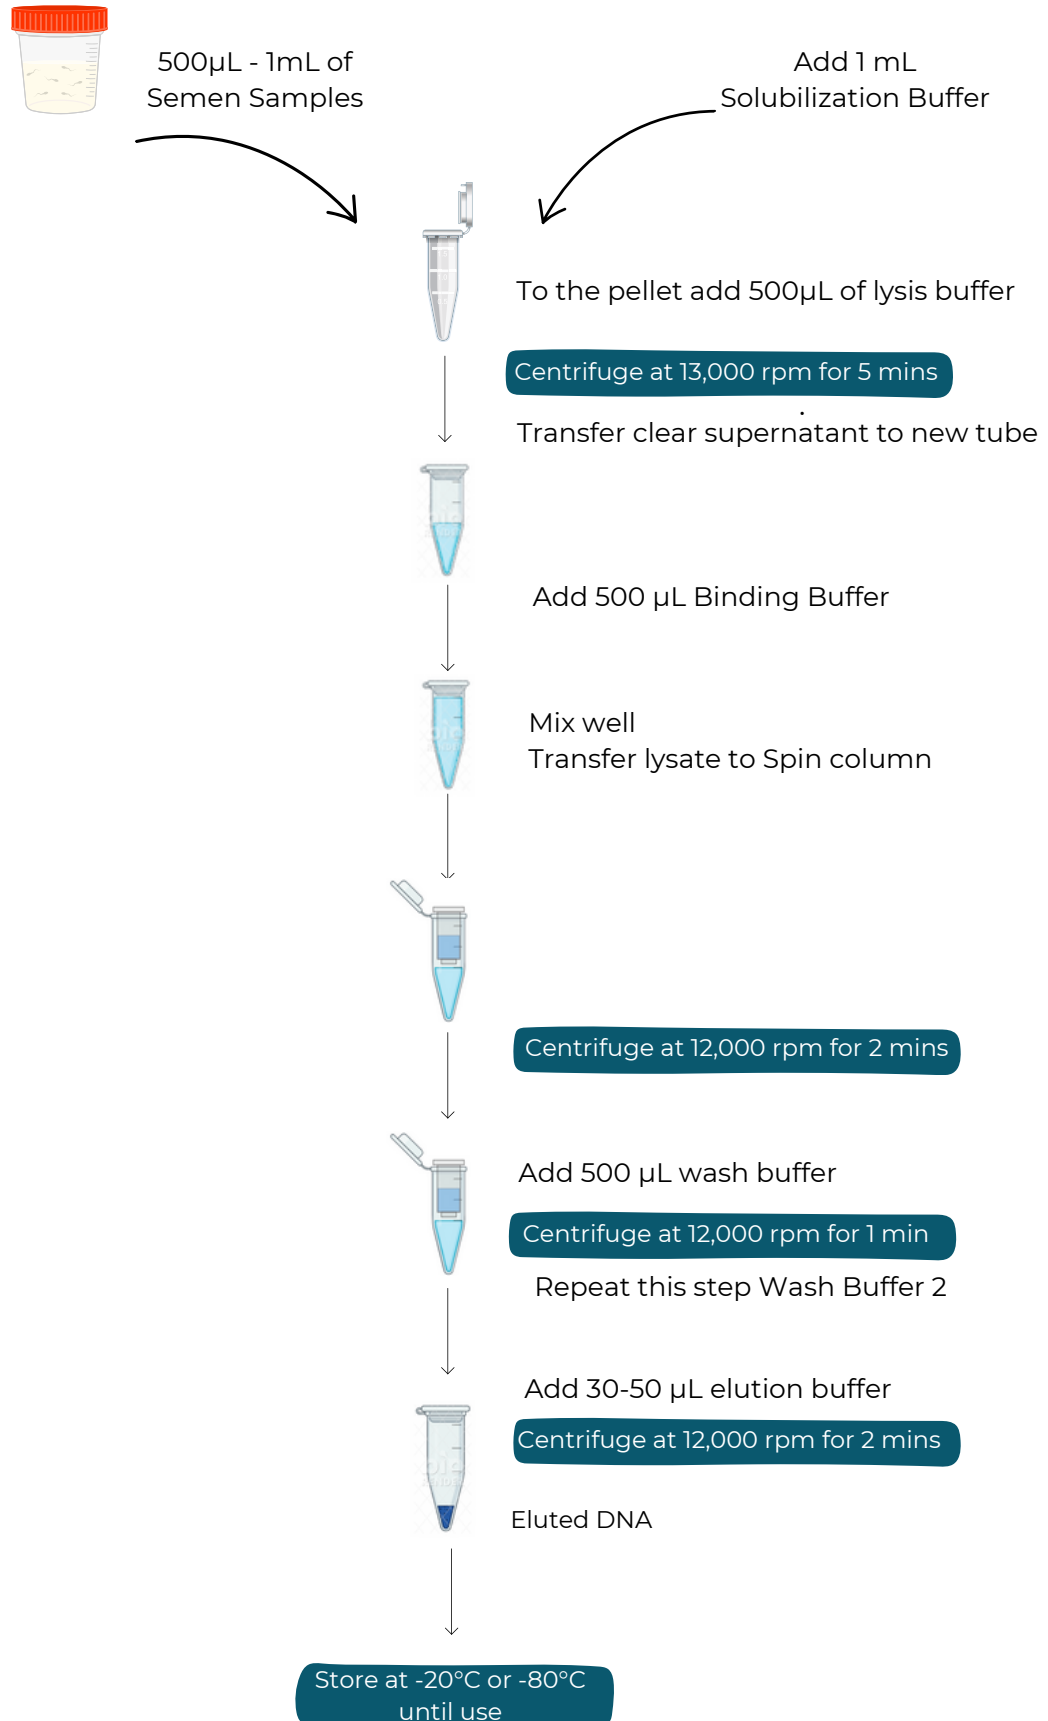 500µL - 1mL of
Semen Samples
Add 1 mL
Solubilization Buffer
To the pellet add 500µL of lysis buffer
Centrifuge at 13,000 rpm for 5 mins
.
Transfer clear supernatant to new tube
Add 500 µL Binding Buffer
Mix well
Transfer lysate to Spin column
Centrifuge at 12,000 rpm for 2 mins
Add 500 µL wash buffer
Centrifuge at 12,000 rpm for 1 min
Repeat this step Wash Buffer 2
Add 30-50 µL elution buffer
Centrifuge at 12,000 rpm for 2 mins
Eluted DNA
Store at -20°C or -80°C
until use